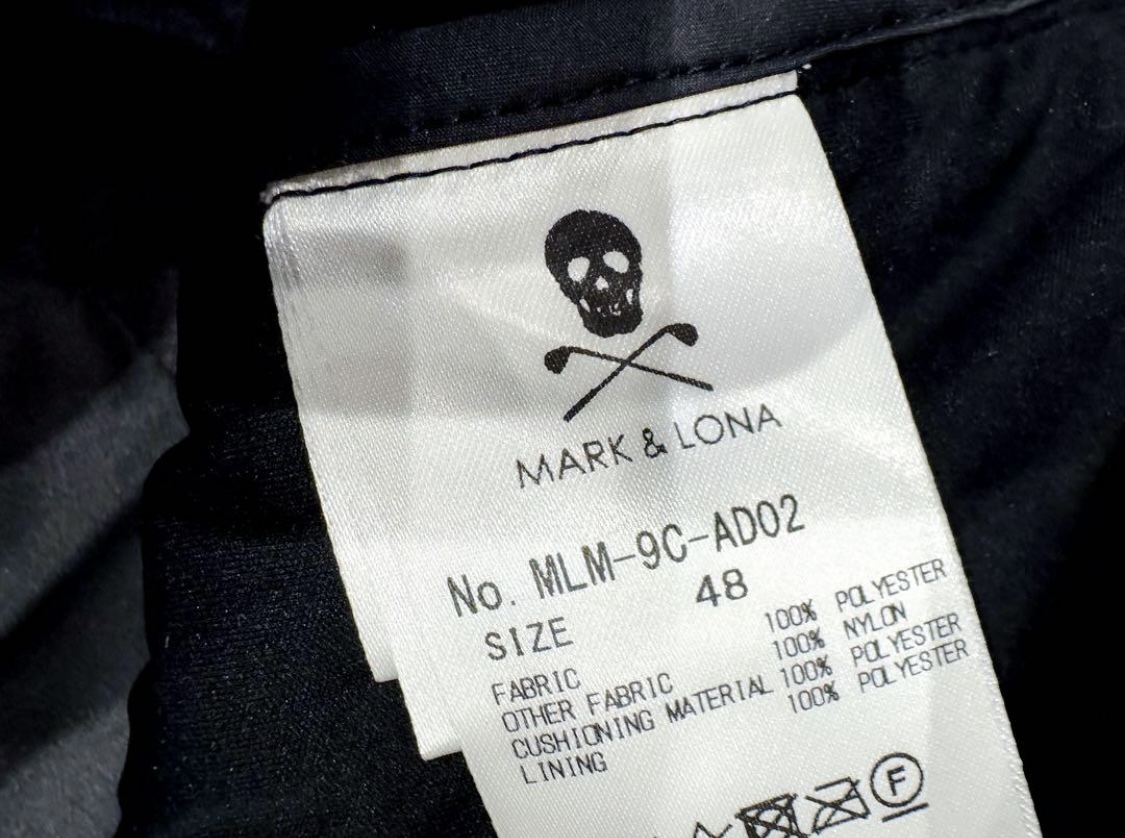 MARK & LONA
No. MLM-9C-AD02
SIZE 48
FABRIC 100% POLYESTER
OTHER FABRIC 100% NYLON
CUSHIONING MATERIAL 100% POLYESTER
LINING 100% POLYESTER
F